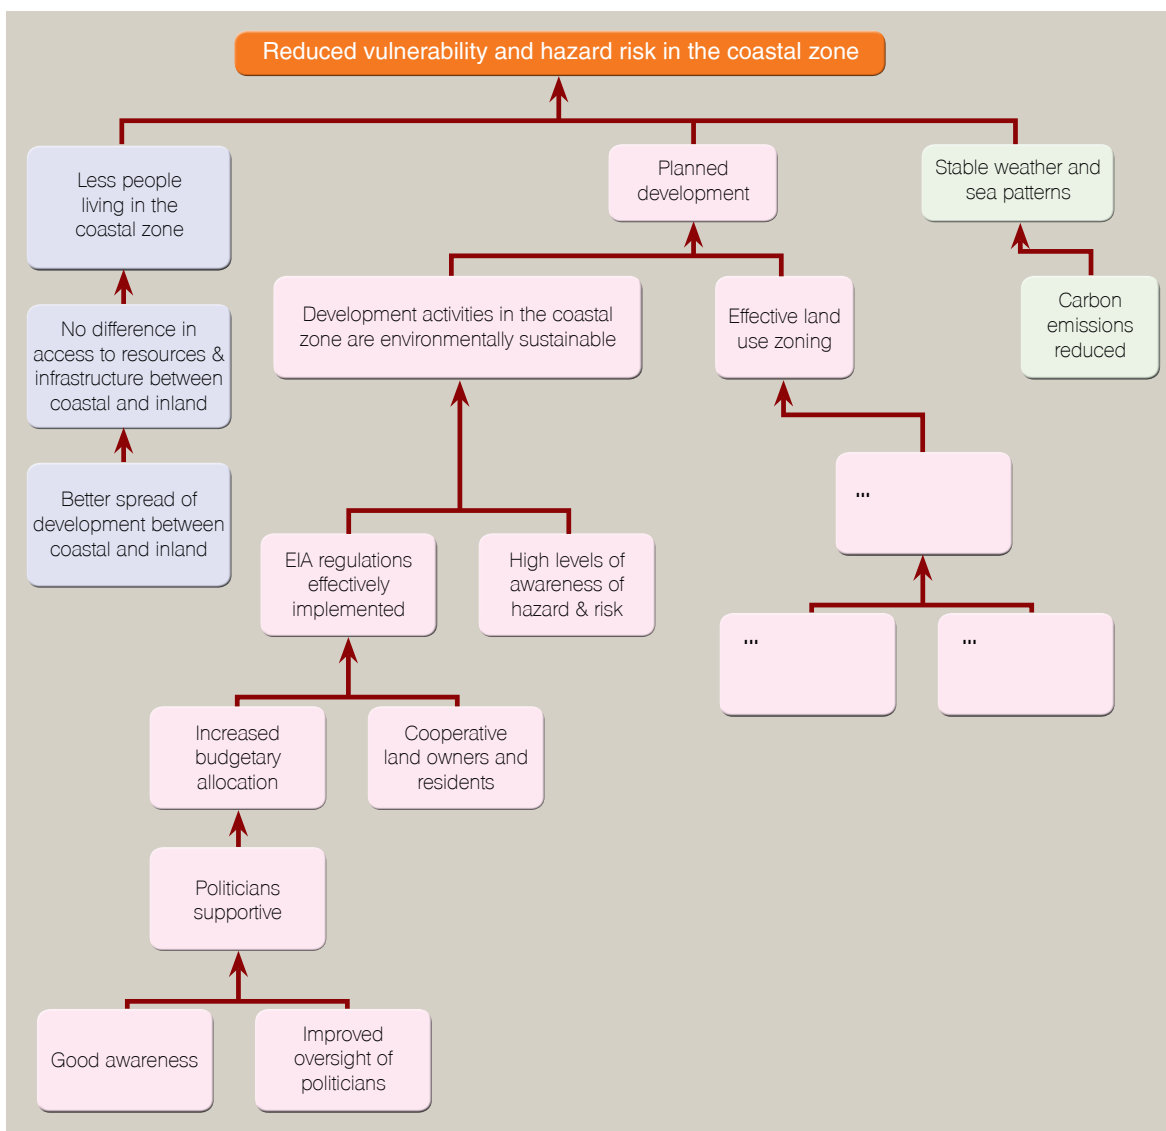 Reduced vulnerability and hazard risk in the coastal zone
Less people
living in the
coastal zone
Planned
development
Stable weather and
sea patterns
No difference in
access to resources &
infrastructure between
coastal and inland
Development activities in the coastal
zone are environmentally sustainable
Effective land
use zoning
Carbon
emissions
reduced
Better spread of
development between
coastal and inland
...
EIA regulations
effectively
implemented
High levels of
awareness of
hazard & risk
...
...
Increased
budgetary
allocation
Cooperative
land owners and
residents
Politicians
supportive
Good awareness
Improved
oversight of
politicians